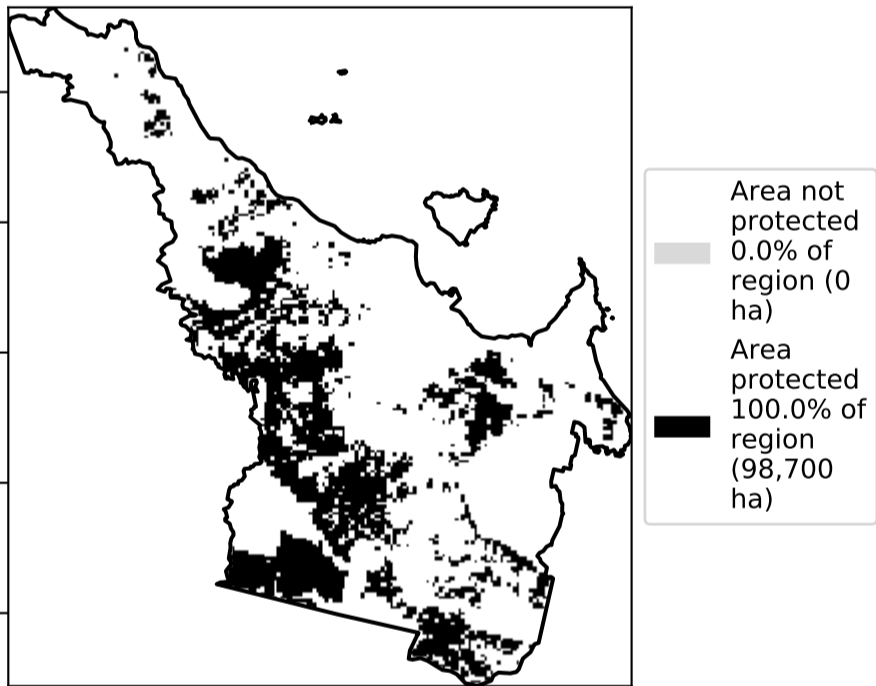 Area not
protected
0.0% of
region (0
ha)
Area
protected
100.0% of
region
(98,700
ha)